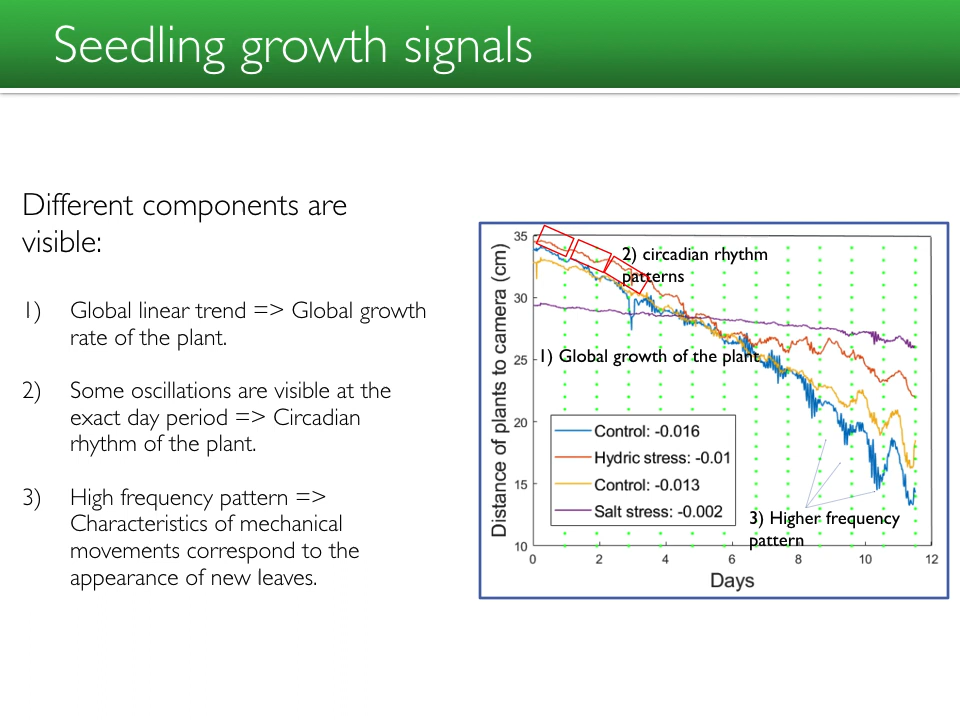 Seedling growth signals
Different components are
visible:
1) Global linear trend => Global growth
rate of the plant.
2) Some oscillations are visible at the
exact day period => Circadian
rhythm of the plant.
3) High frequency pattern =>
Characteristics of mechanical
movements correspond to the
appearance of new leaves.
Distance of plants to camera (cm)
35
30
25
20
15
10
2) circadian rhythm
patterns
1) Global growth of the plant
Control: -0.016
Hydric stress: -0.01
Control: -0.013
Salt stress: -0.002
3) Higher frequency
pattern
0 2 4 6 8 10 12
Days